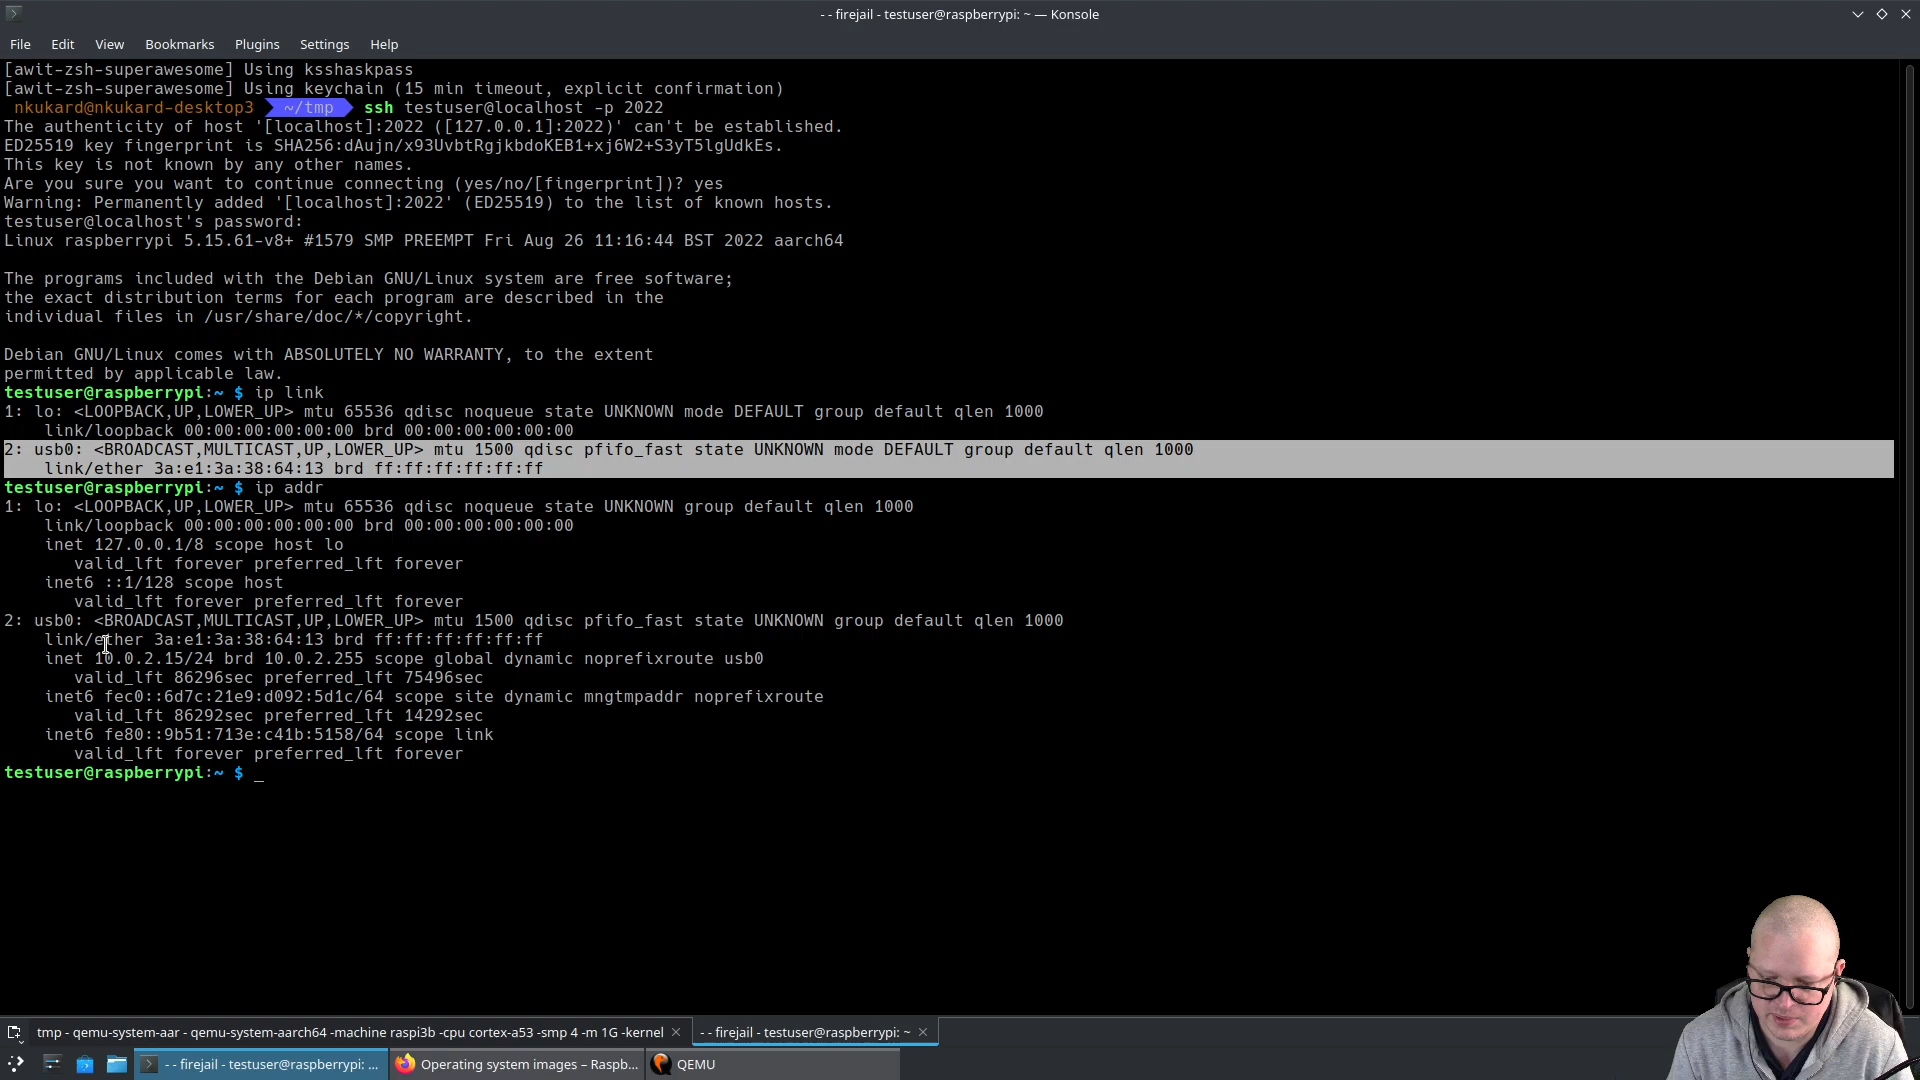 - - firejail - testuser@raspberrypi: ~ — Konsole
File Edit View Bookmarks Plugins Settings Help
[awit-zsh-superawesome] Using ksshaskpass
[awit-zsh-superawesome] Using keychain (15 min timeout, explicit confirmation)
nkukard@nkukard-desktop3 ~/tmp ssh testuser@localhost -p 2022
The authenticity of host '[localhost]:2022 ([127.0.0.1]:2022)' can't be established.
ED25519 key fingerprint is SHA256:dAujn/x93UvbtRgjkbdoKEB1+xj6W2+S3yT5lgUdkEs.
This key is not known by any other names.
Are you sure you want to continue connecting (yes/no/[fingerprint])? yes
Warning: Permanently added '[localhost]:2022' (ED25519) to the list of known hosts.
testuser@localhost's password:
Linux raspberrypi 5.15.61-v8+ #1579 SMP PREEMPT Fri Aug 26 11:16:44 BST 2022 aarch64
The programs included with the Debian GNU/Linux system are free software;
the exact distribution terms for each program are described in the
individual files in /usr/share/doc/*/copyright.
Debian GNU/Linux comes with ABSOLUTELY NO WARRANTY, to the extent
permitted by applicable law.
testuser@raspberrypi:~ $ ip link
1: lo: <LOOPBACK,UP,LOWER_UP> mtu 65536 qdisc noqueue state UNKNOWN mode DEFAULT group default qlen 1000
link/loopback 00:00:00:00:00:00 brd 00:00:00:00:00:00
2: usb0: <BROADCAST,MULTICAST,UP,LOWER_UP> mtu 1500 qdisc pfifo_fast state UNKNOWN mode DEFAULT group default qlen 1000
link/ether 3a:e1:3a:38:64:13 brd ff:ff:ff:ff:ff:ff
testuser@raspberrypi:~ $ ip addr
1: lo: <LOOPBACK,UP,LOWER_UP> mtu 65536 qdisc noqueue state UNKNOWN group default qlen 1000
link/loopback 00:00:00:00:00:00 brd 00:00:00:00:00:00
inet 127.0.0.1/8 scope host lo
valid_lft forever preferred_lft forever
inet6 ::1/128 scope host
valid_lft forever preferred_lft forever
2: usb0: <BROADCAST,MULTICAST,UP,LOWER_UP> mtu 1500 qdisc pfifo_fast state UNKNOWN group default qlen 1000
link/ether 3a:e1:3a:38:64:13 brd ff:ff:ff:ff:ff:ff
inet 10.0.2.15/24 brd 10.0.2.255 scope global dynamic noprefixroute usb0
valid_lft 86296sec preferred_lft 75496sec
inet6 fec0::6d7c:21e9:d092:5d1c/64 scope site dynamic mngtmpaddr noprefixroute
valid_lft 86292sec preferred_lft 14292sec
inet6 fe80::9b51:713e:c41b:5158/64 scope link
valid_lft forever preferred_lft forever
testuser@raspberrypi:~ $ _
tmp - qemu-system-aar - qemu-system-aarch64 -machine raspi3b -cpu cortex-a53 -smp 4 -m 1G -kernel
- - firejail - testuser@raspberrypi: ~
- - firejail - testuser@raspberrypi: ...
Operating system images – Raspb...
QEMU